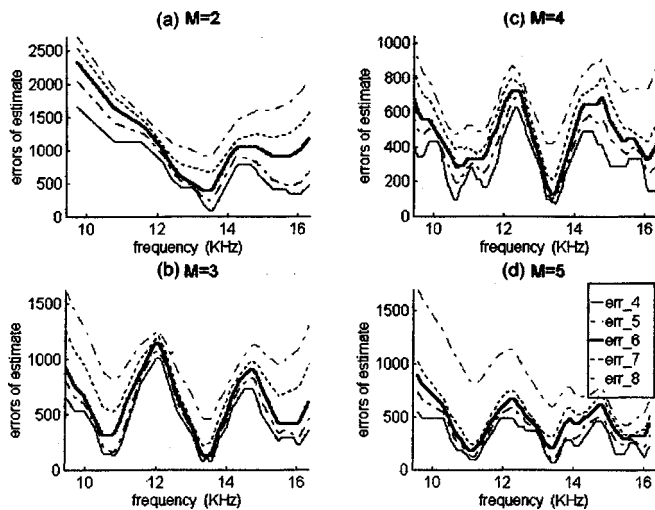 (a) M=2
errors of estimate
2500
2000
1500
1000
500
0
10 12 14 16
frequency (KHz)
(c) M=4
errors of estimate
1000
800
600
400
200
0
10 12 14 16
frequency (KHz)
(b) M=3
errors of estimate
1500
1000
500
0
10 12 14 16
frequency (KHz)
(d) M=5
errors of estimate
1500
1000
500
0
10 12 14 16
frequency (KHz)
err_4
err_5
err_6
err_7
err_8